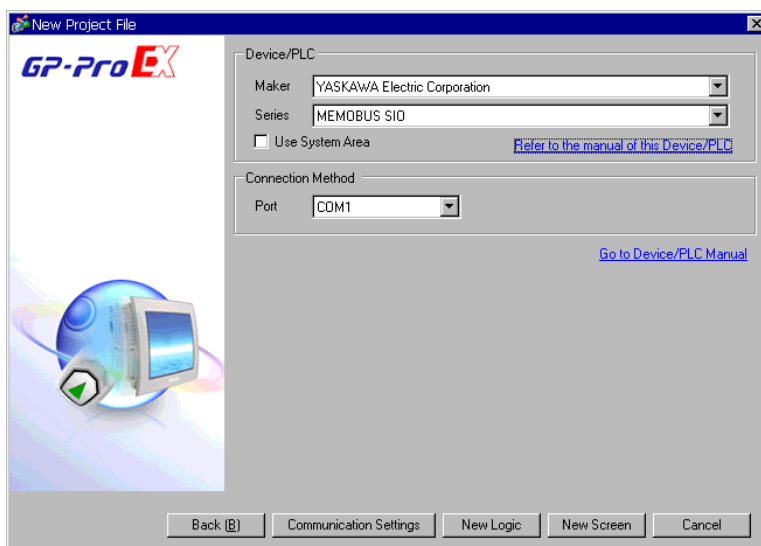 New Project File
GP-Pro EX
Device/PLC
Maker YASKAWA Electric Corporation
Series MEMOBUS SIO
Use System Area Refer to the manual of this Device/PLC
Connection Method
Port COM1
Go to Device/PLC Manual
Back (B) Communication Settings New Logic New Screen Cancel